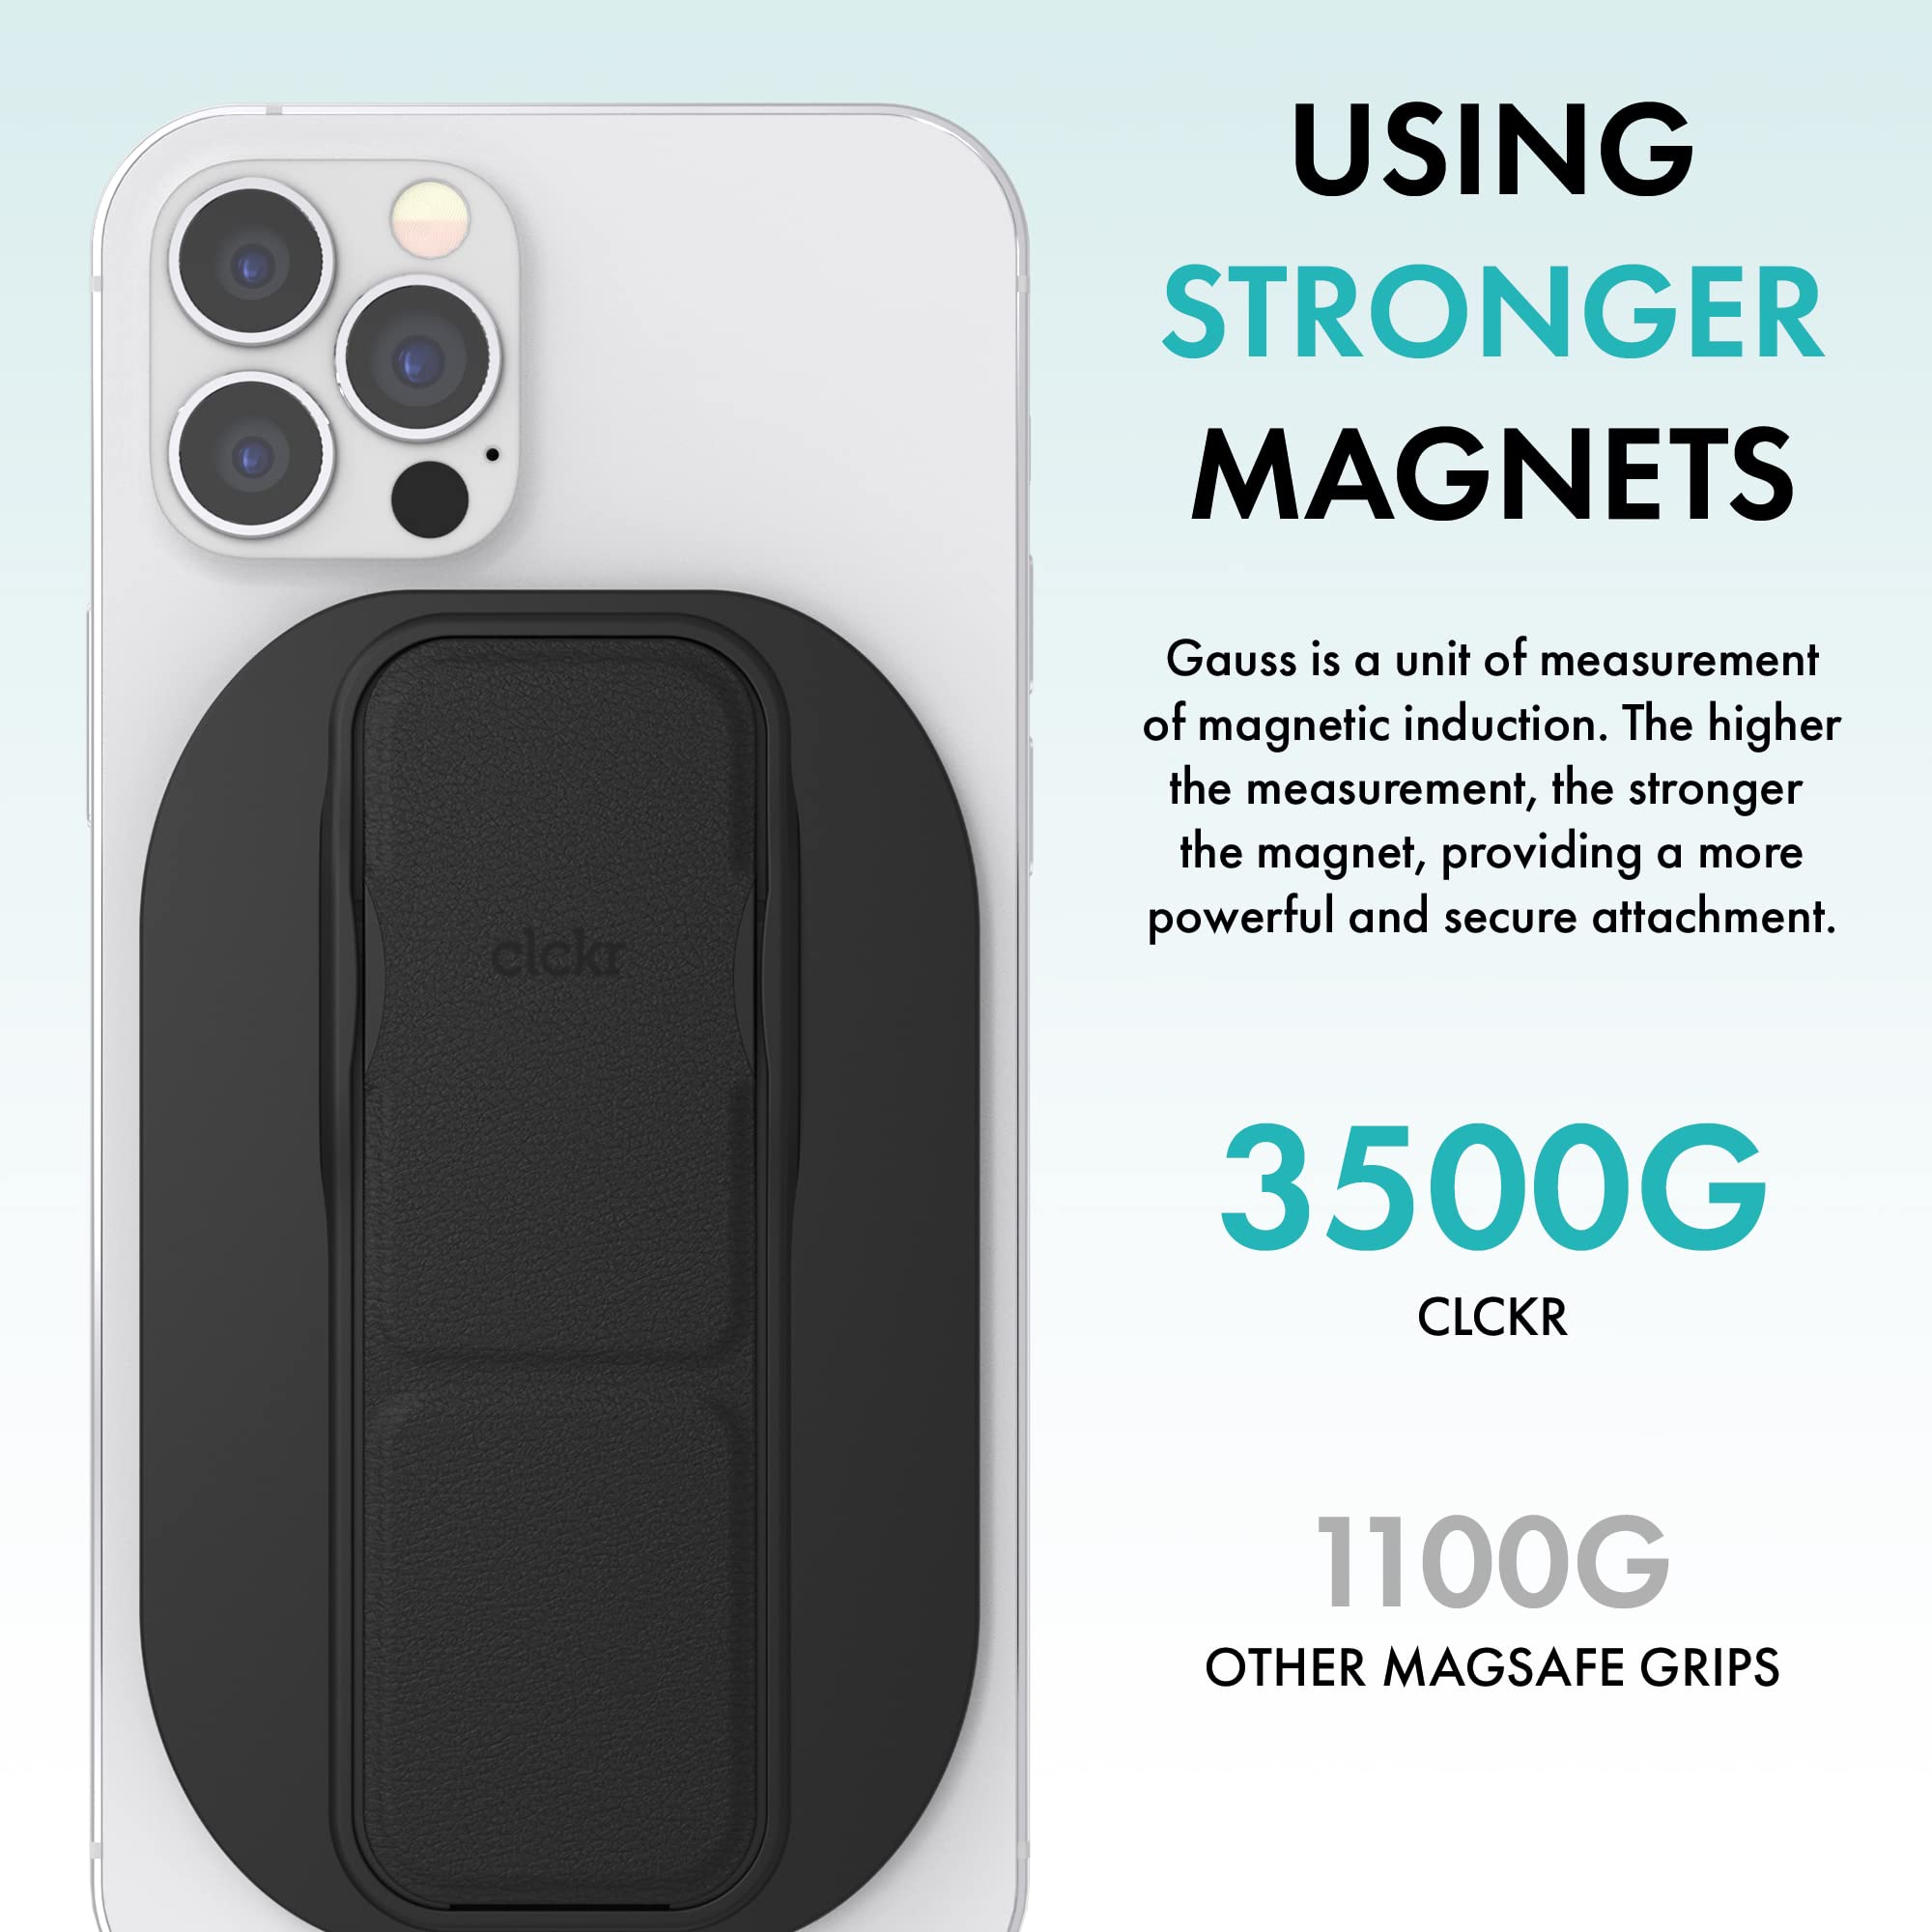 USING
STRONGER
MAGNETS
Gauss is a unit of measurement
of magnetic induction. The higher
the measurement, the stronger
the magnet, providing a more
powerful and secure attachment.
clckr
3500G
CLCKR
1100G
OTHER MAGSAFE GRIPS